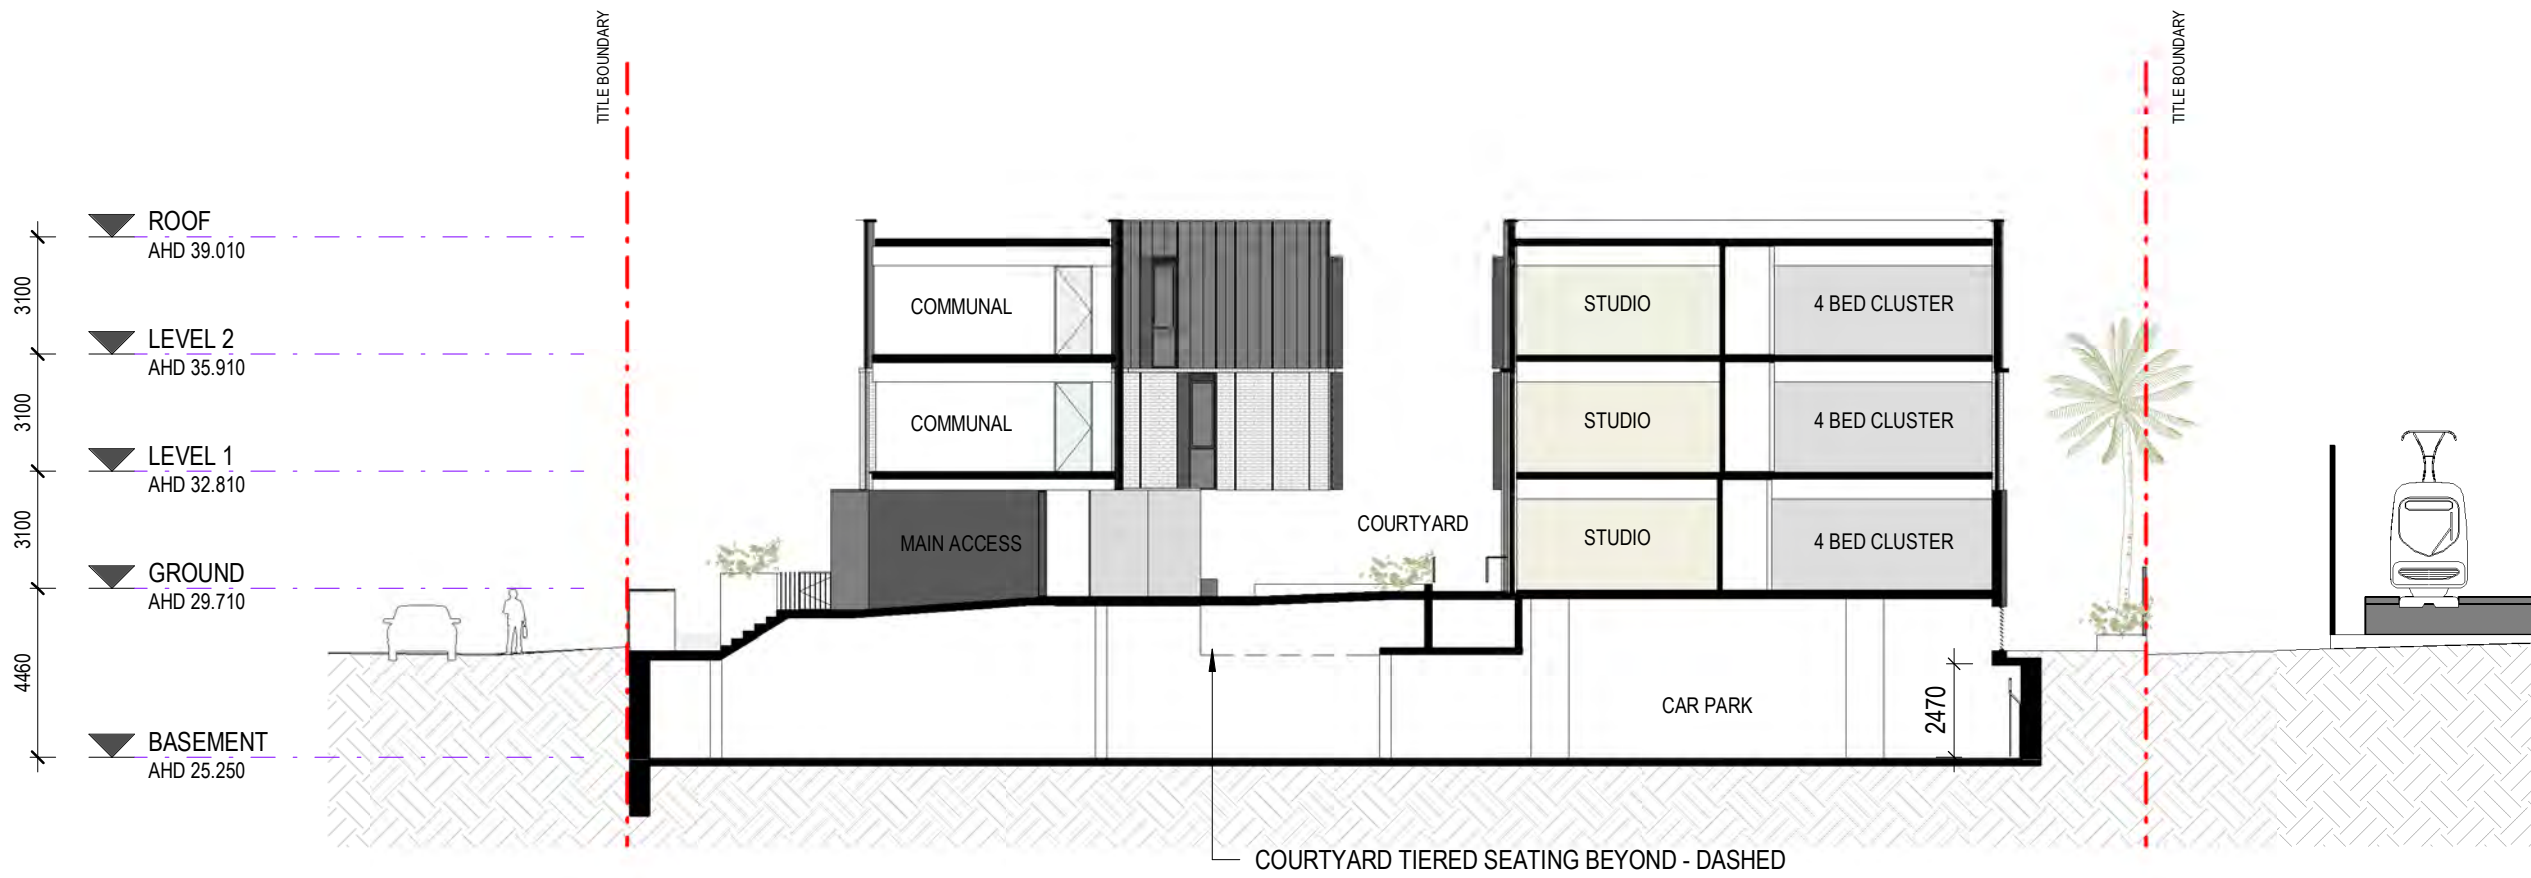 TITLE BOUNDARY
TITLE BOUNDARY
ROOF
AHD 39.010
3100
LEVEL 2
AHD 35.910
3100
LEVEL 1
AHD 32.810
3100
GROUND
AHD 29.710
4460
BASEMENT
AHD 25.250
COMMUNAL
STUDIO
4 BED CLUSTER
COMMUNAL
STUDIO
4 BED CLUSTER
MAIN ACCESS
COURTYARD
STUDIO
4 BED CLUSTER
CAR PARK
2470
COURTYARD TIERED SEATING BEYOND - DASHED